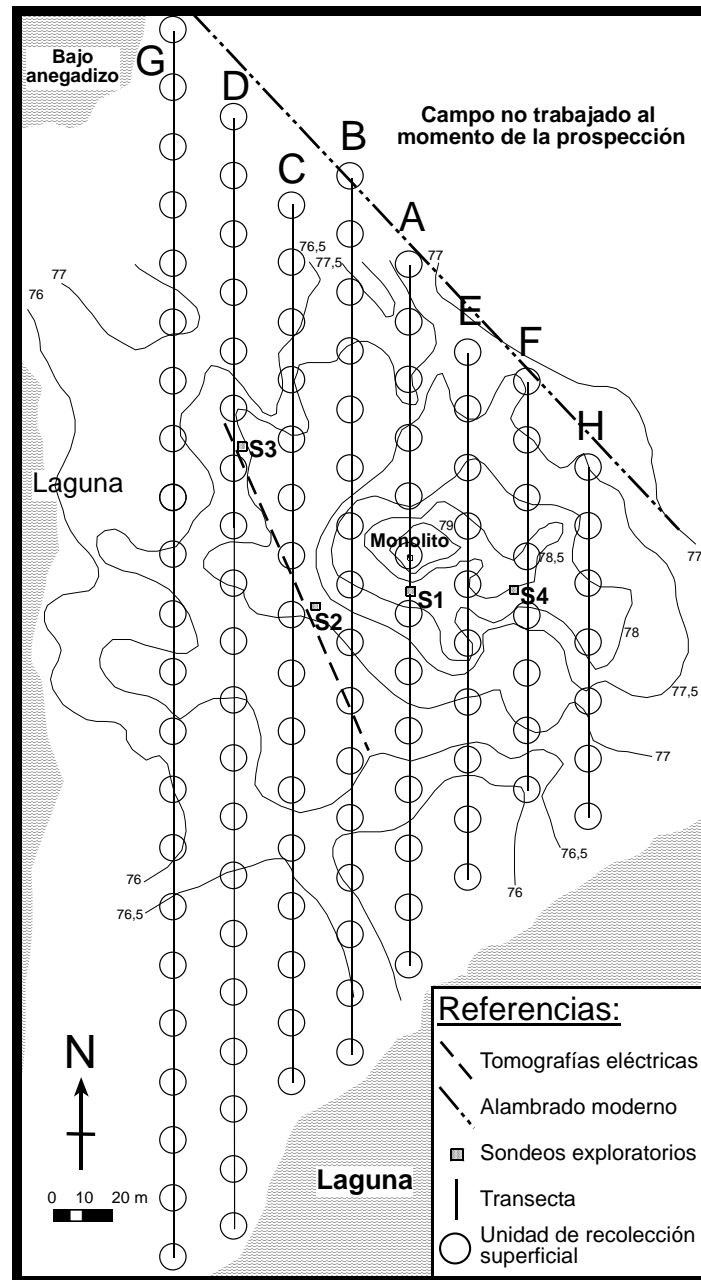 Bajo
anegadizo
G
D
B
C
A
E
F
H
Campo no trabajado al
momento de la prospección
76,5
77,5
77
77
76
Laguna
S3
79
Monolito
78,5
S1
S4
S2
78
77,5
77
77
76,5
76
76
76,5
N
0 10 20 m
Laguna
Referencias:
Tomografías eléctricas
Alambrado moderno
Sondeos exploratorios
Transecta
Unidad de recolección
superficial